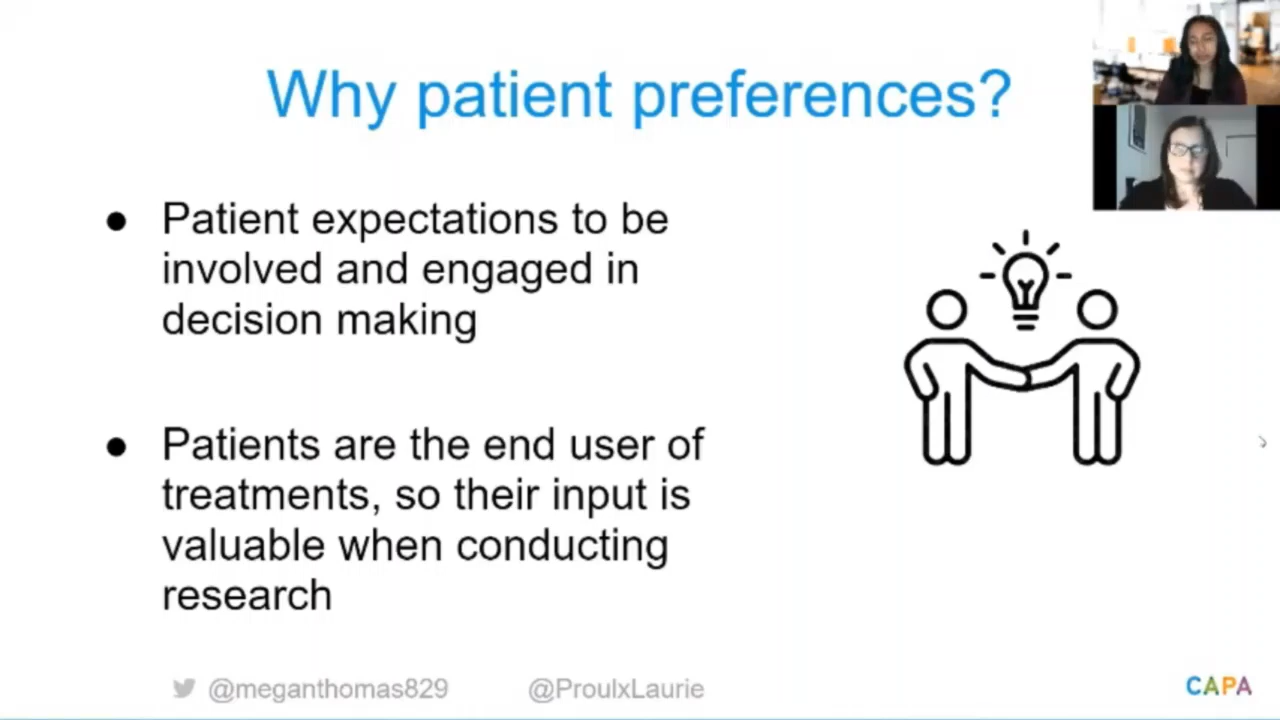 Why patient preferences?
● Patient expectations to be
involved and engaged in
decision making
● Patients are the end user of
treatments, so their input is
valuable when conducting
research
@meganthomas829 @ProulxLaurie
CAPA